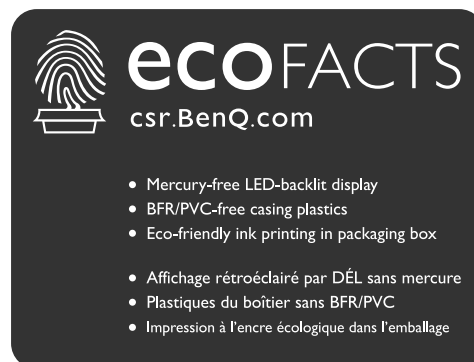 ecoFACTS
csr.BenQ.com
• Mercury-free LED-backlit display
• BFR/PVC-free casing plastics
• Eco-friendly ink printing in packaging box
• Affichage rétroéclairé par DÉL sans mercure
• Plastiques du boîtier sans BFR/PVC
• Impression à l'encre écologique dans l'emballage